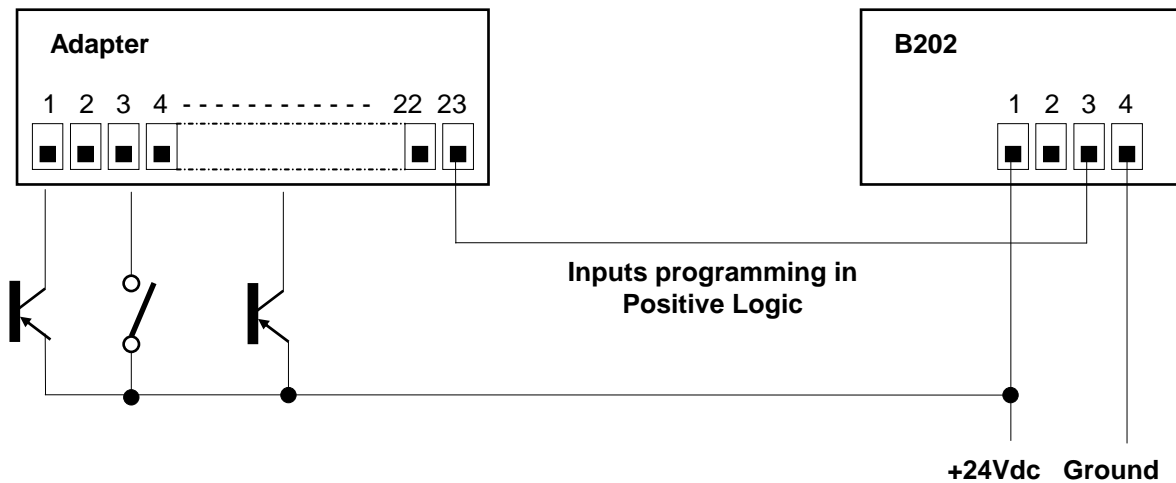 Adapter
B202
1 2 3 4 - - - - - - - - - - - - - 22 23
1 2 3 4
Inputs programming in
Positive Logic
+24Vdc Ground